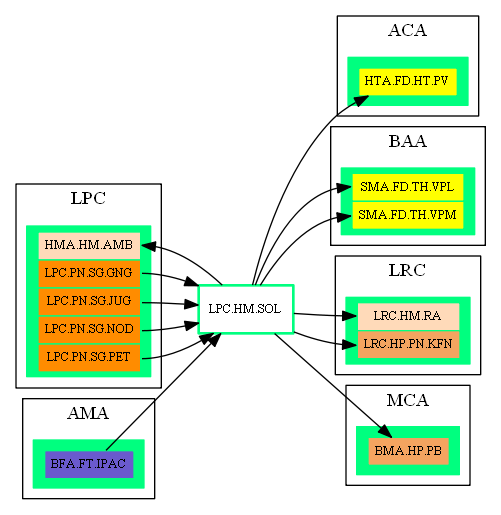 ACA
HTA.FD.HT.PV
BAA
SMA.FD.TH.VPL
SMA.FD.TH.VPM
LPC
HMA.HM.AMB
LPC.PN.SG.GNG
LPC.PN.SG.JUG
LPC.PN.SG.NOD
LPC.PN.SG.PET
LPC.HM.SOL
LRC
LRC.HM.RA
LRC.HP.PN.KFN
AMA
BFA.FT.IPAC
MCA
BMA.HP.PB